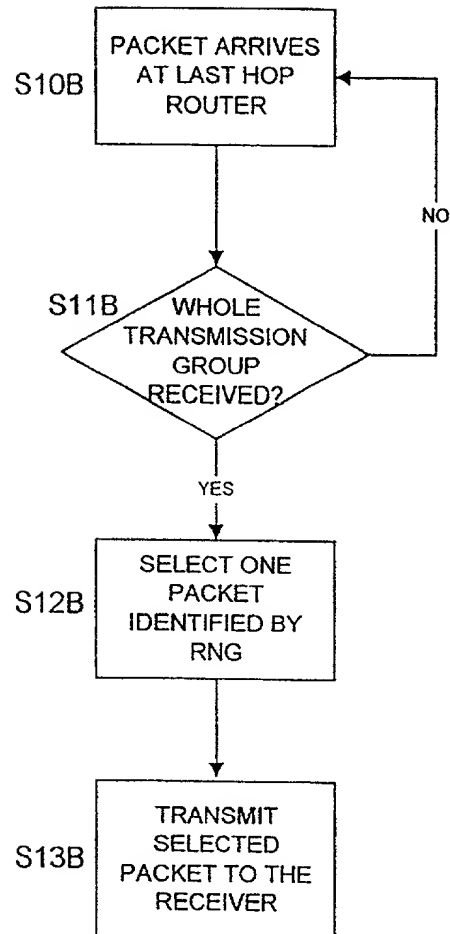 S10B
PACKET ARRIVES
AT LAST HOP
ROUTER
NO
S11B
WHOLE
TRANSMISSION
GROUP
RECEIVED?
YES
S12B
SELECT ONE
PACKET
IDENTIFIED BY
RNG
S13B
TRANSMIT
SELECTED
PACKET TO THE
RECEIVER